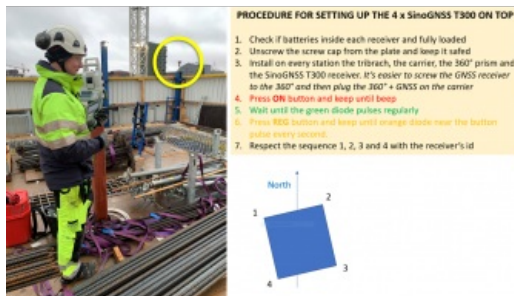 PROCEDURE FOR SETTING UP THE 4 x SinoGNSS T300 ON TOP
1. Check if batteries inside each receiver and fully loaded
2. Unscrew the screw cap from the plate and keep it safed
3. Install on every station the tribrach, the carrier, the 360° prism and
the SinoGNSS T300 receiver. It's easier to screw the GNSS receiver
to the 360° and then plug the 360° + GNSS on the carrier
4. Press ON button and keep until beep
5. Wait until the green diode pulses regularly
6. Press REG button and keep until orange diode near the button
pulse every second.
7. Respect the sequence 1, 2, 3 and 4 with the receiver's id
North
2
1
3
4